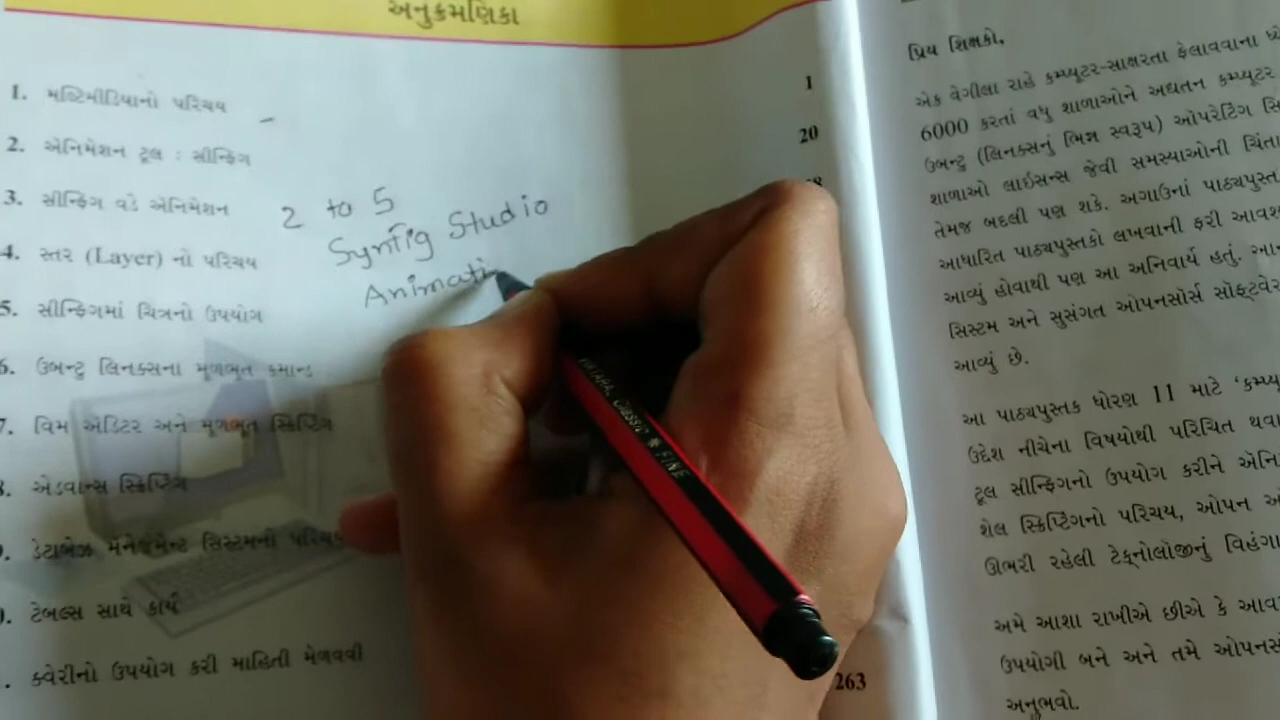 અનુક્રમણિકા
1. મલ્ટિમીડિયાનો પરિચય 1
2. એનિમેશન ટૂલ : સીન્ફિગ 20
3. સીન્ફિગ વડે એનિમેશન
4. સ્તર (Layer) નો પરિચય
5. સીન્ફિગમાં ચિત્રનો ઉપયોગ
6. ઉબન્ટુ લિનક્સના મૂળભૂત કમાન્ડ
7. વિમ એડિટર અને મૂળભૂત સ્ક્રિપ્ટિંગ
8. એડવાન્સ સ્ક્રિપ્ટિંગ
ડેટાબેઝ મૅનેજમેન્ટ સિસ્ટમનો પરિચય
ટેબલ્સ સાથે કાર્ય
ક્વેરીનો ઉપયોગ કરી માહિતી મેળવવી
263
2 to 5
Synfig Studio
Animati
CLASSIC * FINE
પ્રિય શિક્ષકો,
એક વેગીલા રાહે કમ્પ્યૂટર-સાક્ષરતા ફેલાવવાના
6000 કરતાં વધુ શાળાઓને અદ્યતન કમ્પ્યૂટર
ઉબન્ટુ (લિનક્સનું ભિન્ન સ્વરૂપ) ઑપરેટિંગ
શાળાઓ લાઇસન્સ જેવી સમસ્યાઓની ચિંતા
તેમજ બદલી પણ શકે. અગાઉનાં પાઠ્યપુસ્ત
આધારિત પાઠ્યપુસ્તકો લખવાની ફરી આવશ
આવ્યું હોવાથી પણ આ અનિવાર્ય હતું. આ
સિસ્ટમ અને સુસંગત ઓપનસૉર્સ સૉફ્ટવેર
આવ્યું છે.
આ પાઠ્યપુસ્તક ધોરણ 11 માટે ‘કમ્પ્યૂ
ઉદ્દેશ નીચેના વિષયોથી પરિચિત થવા
ટૂલ સીન્ફિગનો ઉપયોગ કરીને ઍનિ
શેલ સ્ક્રિપ્ટિંગનો પરિચય, ઓપન
ઊભરી રહેલી ટેક્નોલૉજીનું વિહંગા
અમે આશા રાખીએ છીએ કે આવ
ઉપયોગી બને અને તમે ઓપનસ
અનુભવો.